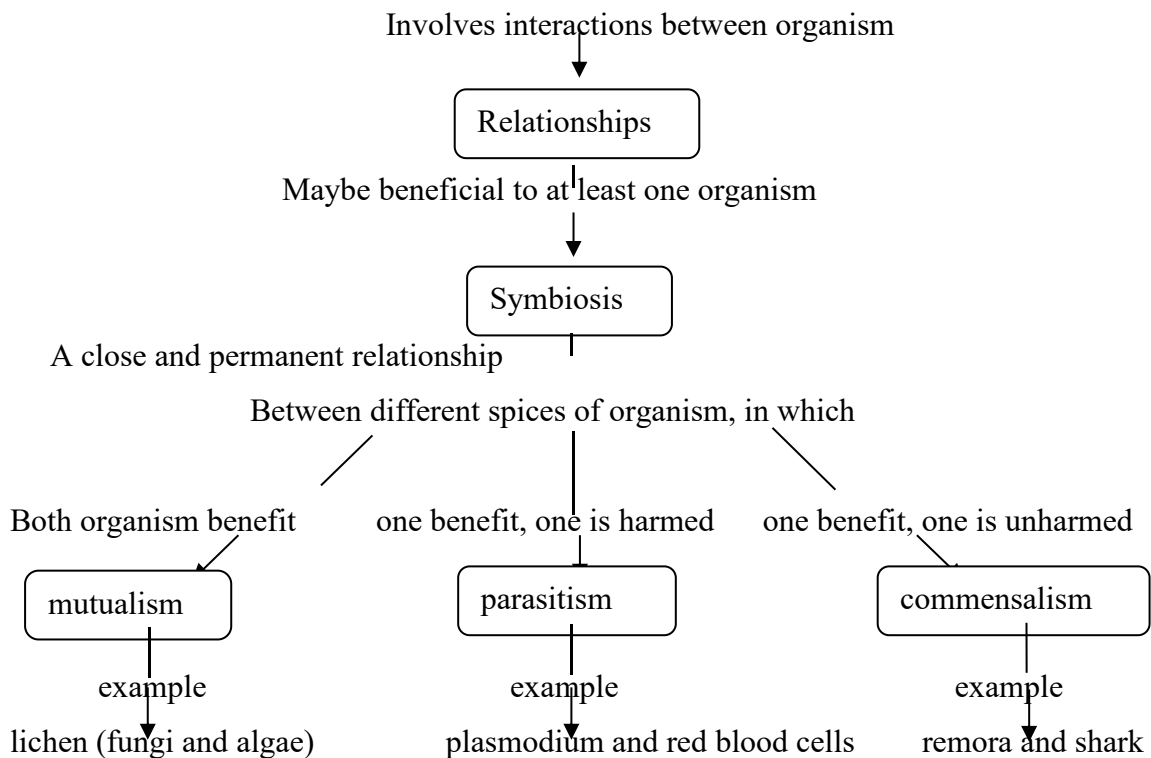 Involves interactions between organism
Relationships
Maybe beneficial to at least one organism
Symbiosis
A close and permanent relationship
Between different spices of organism, in which
Both organism benefit
one benefit, one is harmed
one benefit, one is unharmed
mutualism
parasitism
commensalism
example
example
example
lichen (fungi and algae)
plasmodium and red blood cells
remora and shark